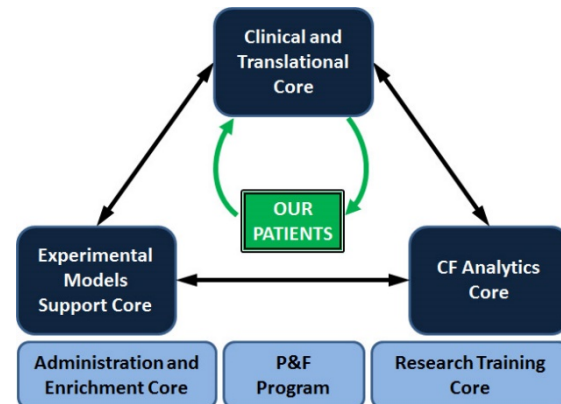 Clinical and
Translational
Core
OUR
PATIENTS
Experimental
Models
Support Core
CF Analytics
Core
Administration and
Enrichment Core
P&F
Program
Research Training
Core